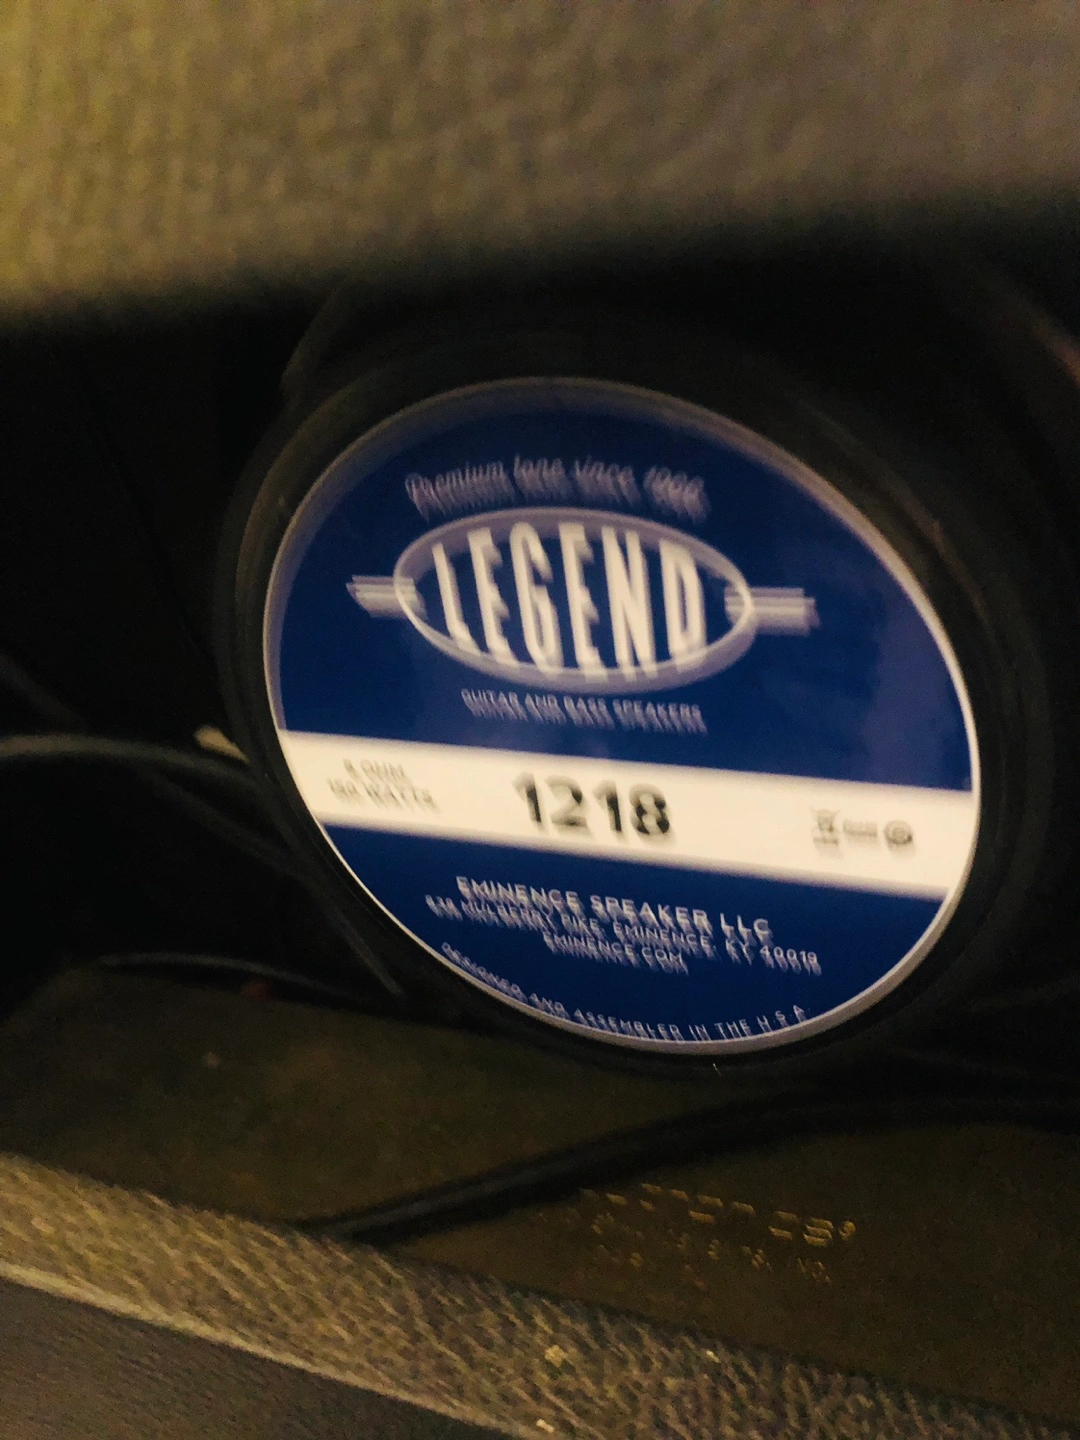 Premium tone since 1966
LEGEND
GUITAR AND BASS SPEAKERS
8 OHM
150 WATTS
1218
EMINENCE SPEAKER LLC
838 MULBERRY PIKE, EMINENCE, KY 40019
EMINENCE.COM
DESIGNED AND ASSEMBLED IN THE U.S.A